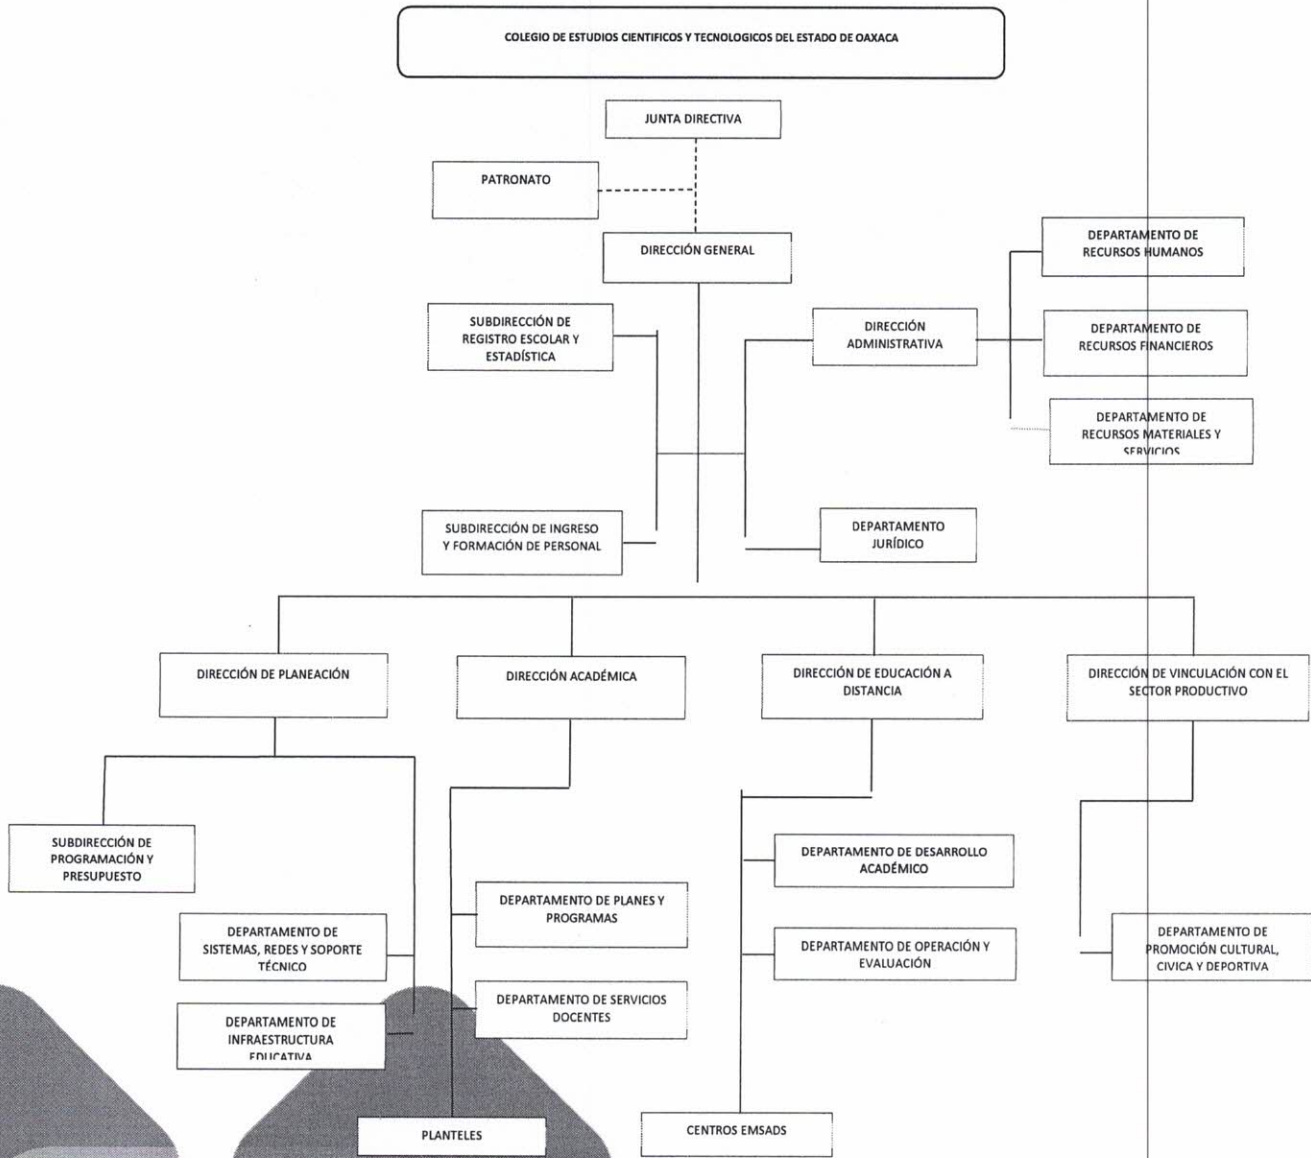 COLEGIO DE ESTUDIOS CIENTIFICOS Y TECNOLOGICOS DEL ESTADO DE OAXACA
JUNTA DIRECTIVA
PATRONATO
DIRECCIÓN GENERAL
DEPARTAMENTO DE
RECURSOS HUMANOS
SUBDIRECCIÓN DE
REGISTRO ESCOLAR Y
ESTADÍSTICA
DIRECCIÓN
ADMINISTRATIVA
DEPARTAMENTO DE
RECURSOS FINANCIEROS
DEPARTAMENTO DE
RECURSOS MATERIALES Y
SERVICIOS
SUBDIRECCIÓN DE INGRESO
Y FORMACIÓN DE PERSONAL
DEPARTAMENTO
JURÍDICO
DIRECCIÓN DE PLANEACIÓN
DIRECCIÓN ACADÉMICA
DIRECCIÓN DE EDUCACIÓN A
DISTANCIA
DIRECCIÓN DE VINCULACIÓN CON EL
SECTOR PRODUCTIVO
SUBDIRECCIÓN DE
PROGRAMACIÓN Y
PRESUPUESTO
DEPARTAMENTO DE
SISTEMAS, REDES Y SOPORTE
TÉCNICO
DEPARTAMENTO DE
INFRAESTRUCTURA
EDUCATIVA
DEPARTAMENTO DE PLANES Y
PROGRAMAS
DEPARTAMENTO DE SERVICIOS
DOCENTES
PLANTELES
DEPARTAMENTO DE DESARROLLO
ACADÉMICO
DEPARTAMENTO DE OPERACIÓN Y
EVALUACIÓN
CENTROS EMSADS
DEPARTAMENTO DE
PROMOCIÓN CULTURAL,
CIVICA Y DEPORTIVA